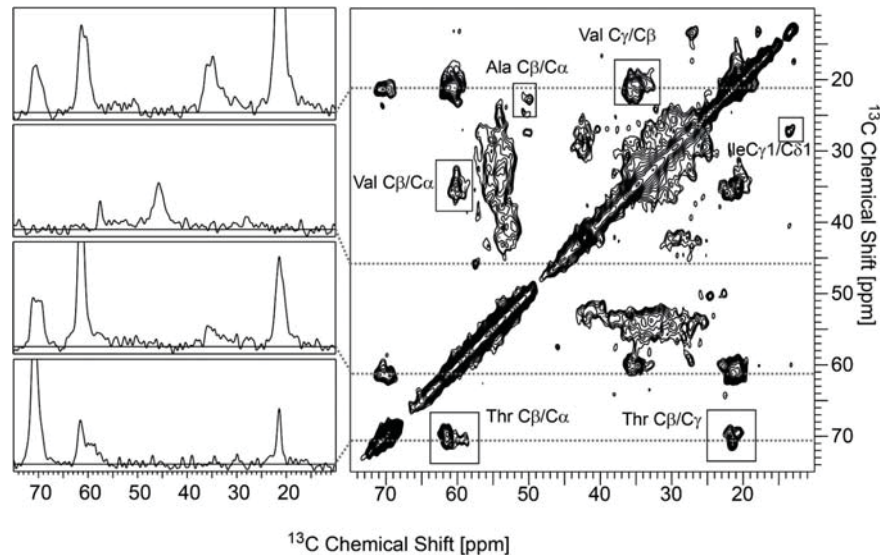 Val Cγ/Cβ
Ala Cβ/Cα
IleCγ1/Cδ1
Val Cβ/Cα
Thr Cβ/Cα
Thr Cβ/Cγ
20
30
40
50
60
70
¹³C Chemical Shift [ppm]
70 60 50 40 30 20
70 60 50 40 30 20
¹³C Chemical Shift [ppm]